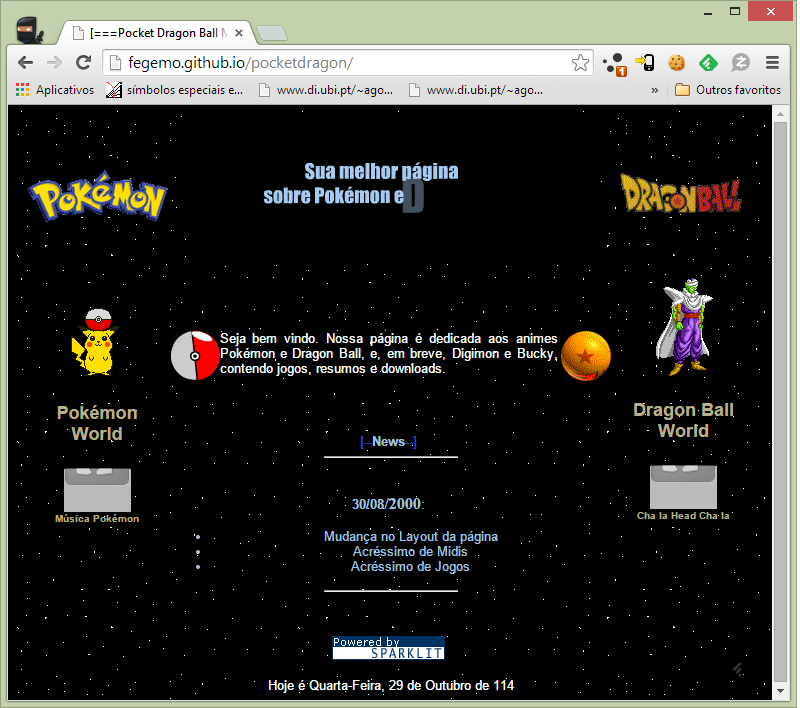 [===Pocket Dragon Ball M
fegemo.github.io/pocketdragon/
1
Aplicativos
símbolos especiais e...
www.di.ubi.pt/~ago...
www.di.ubi.pt/~ago...
»
Outros favoritos
POKéMON
Sua melhor página
sobre Pokémon e D
DRAGONBALL
Seja bem vindo. Nossa página é dedicada aos animes
Pokémon e Dragon Ball, e, em breve, Digimon e Bucky,
contendo jogos, resumos e downloads.
Pokémon
World
Dragon Ball
World
[ News ]
Música Pokémon
Cha la Head Cha la
30/08/2000:
Mudança no Layout da página
Acréssimo de Midis
Acréssimo de Jogos
Powered by
SPARKLIT
Hoje é Quarta-Feira, 29 de Outubro de 114